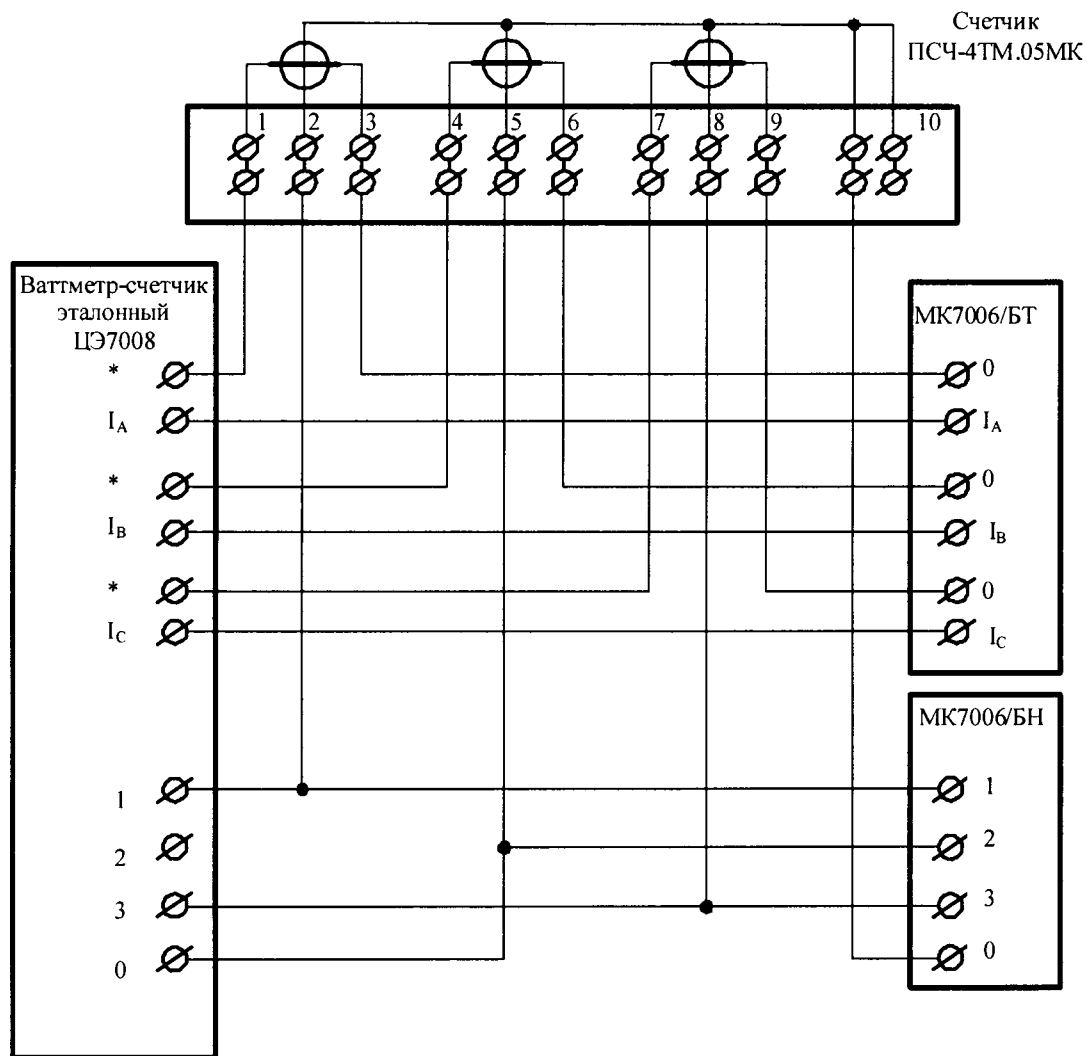 Счетчик
ПСЧ-4ТМ.05МК
1 2 3 4 5 6 7 8 9 10
Ваттметр-счетчик
эталонный
ЦЭ7008
*
IA
*
IB
*
IC
1
2
3
0
МК7006/БТ
0
IA
0
IB
0
IC
МК7006/БН
1
2
3
0